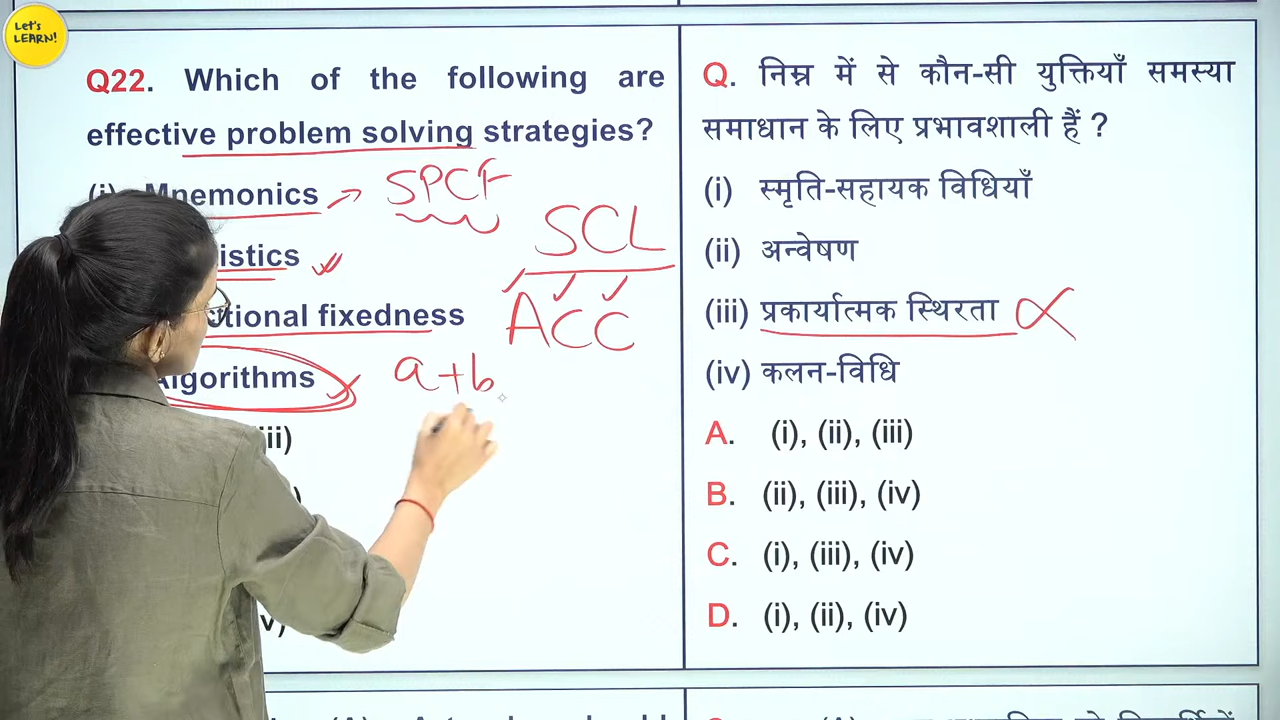 Let's
LEARN!
Q22. Which of the following are
effective problem solving strategies?
Mnemonics → SPCF
istics
SCL
ctional fixedness
ACC
Algorithms
a+b
iii)
v)
Q. निम्न में से कौन-सी युक्तियाँ समस्या
समाधान के लिए प्रभावशाली हैं ?
(i) स्मृति-सहायक विधियाँ
(ii) अन्वेषण
(iii) प्रकार्यात्मक स्थिरता
(iv) कलन-विधि
A. (i), (ii), (iii)
B. (ii), (iii), (iv)
C. (i), (iii), (iv)
D. (i), (ii), (iv)